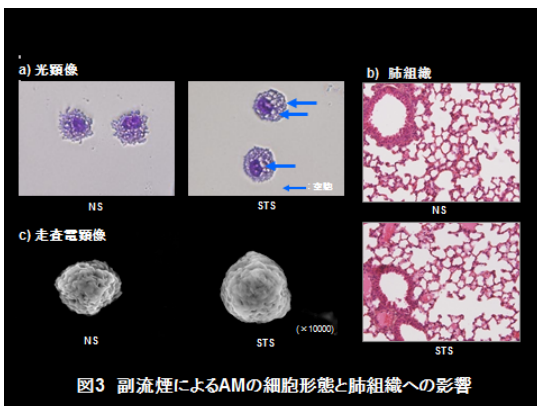 a) 光顕像
NS
STS
：空胞
b) 肺組織
NS
STS
c) 走査電顕像
NS
STS
(×10000)
図3 副流煙によるAMの細胞形態と肺組織への影響